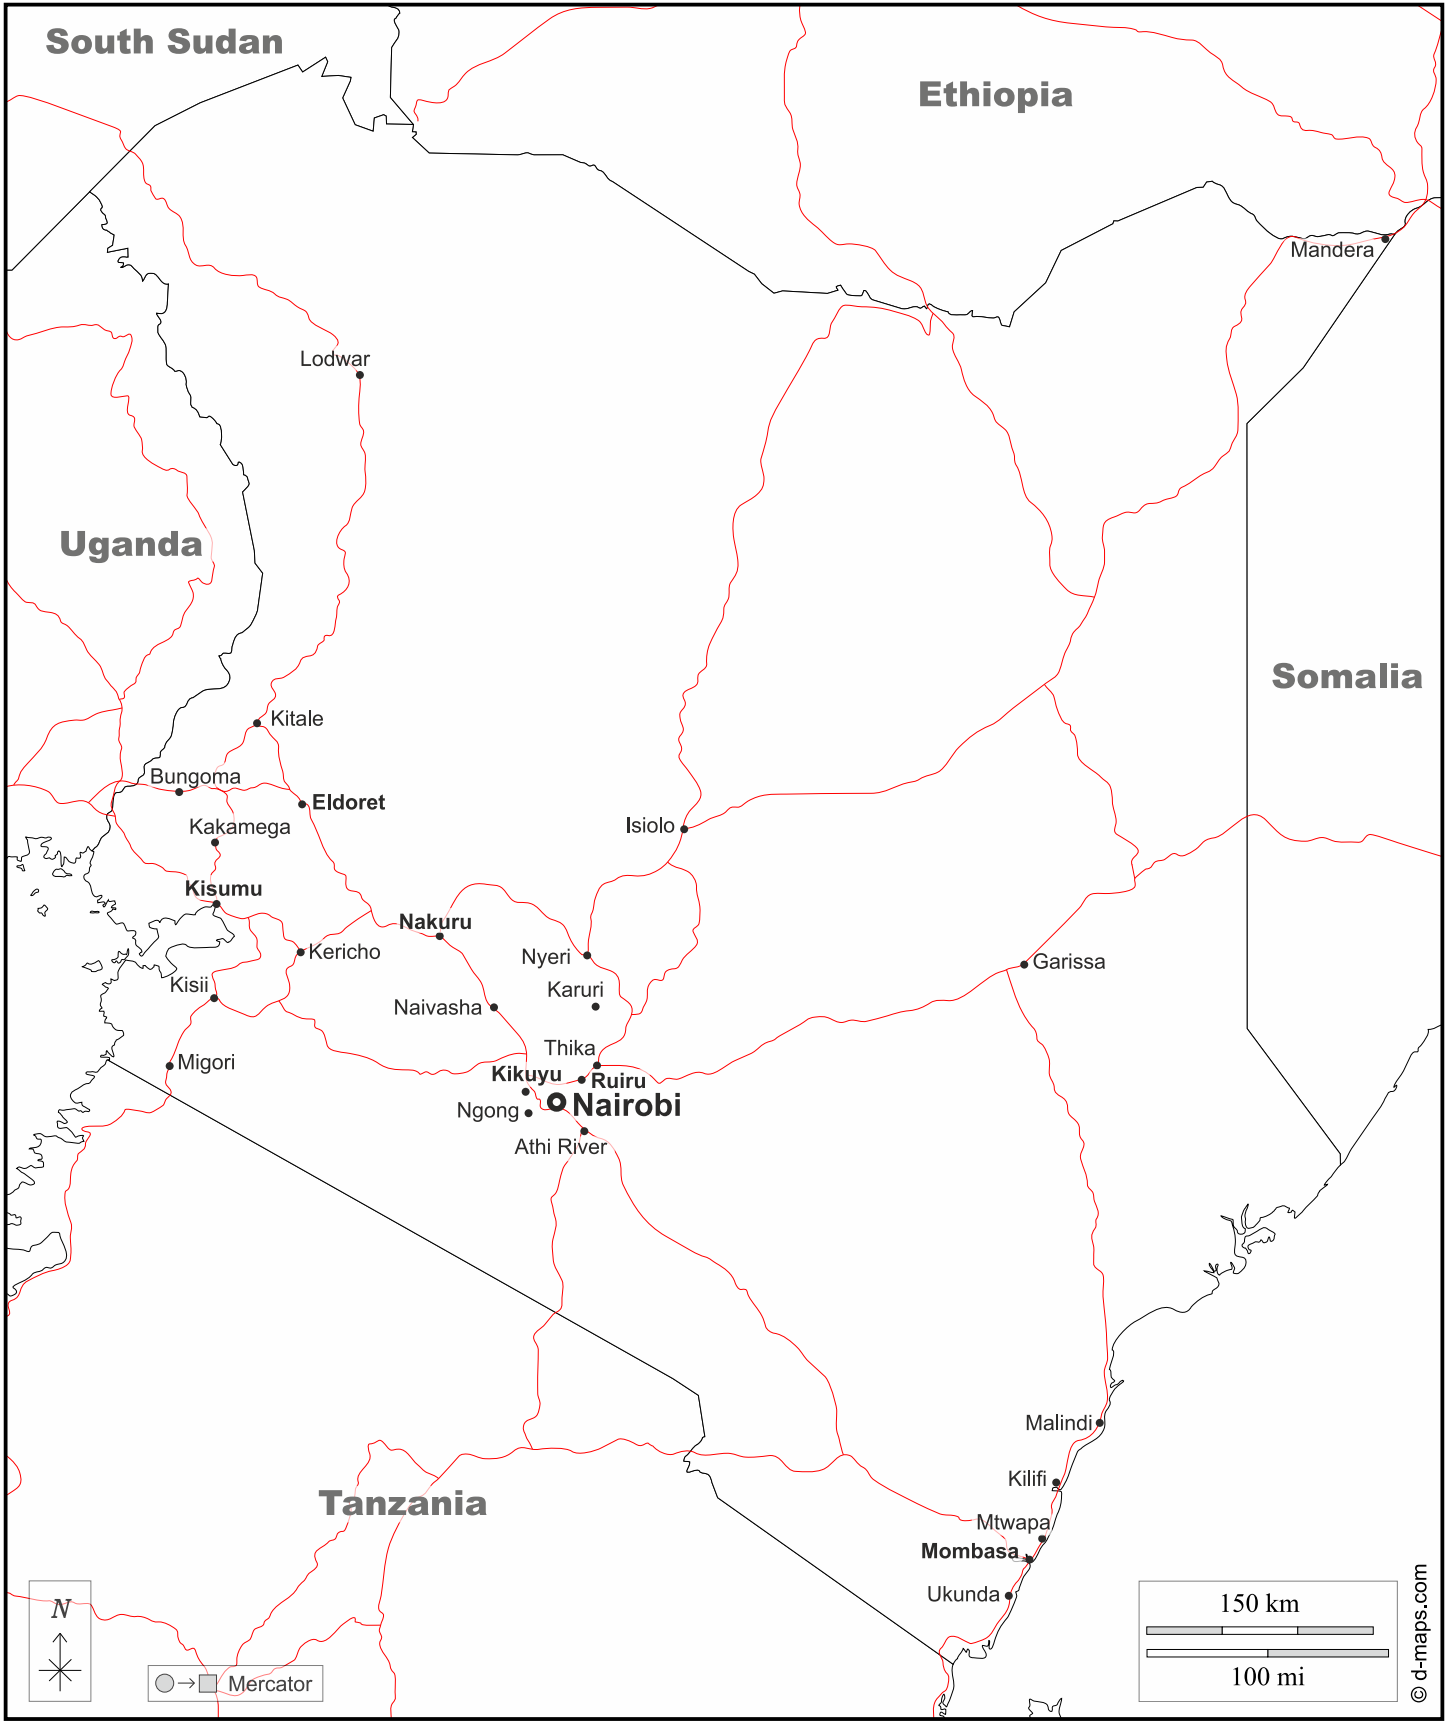 South Sudan
Ethiopia
Mandera
Lodwar
Uganda
Somalia
Kitale
Bungoma
Eldoret
Kakamega
Isiolo
Kisumu
Nakuru
Kericho
Nyeri
Garissa
Kisii
Karuri
Naivasha
Thika
Migori
Kikuyu
Ruiru
Nairobi
Ngong
Athi River
Malindi
Kilifi
Tanzania
Mtwapa
Mombasa
Ukunda
150 km
100 mi
N
Mercator
© d-maps.com